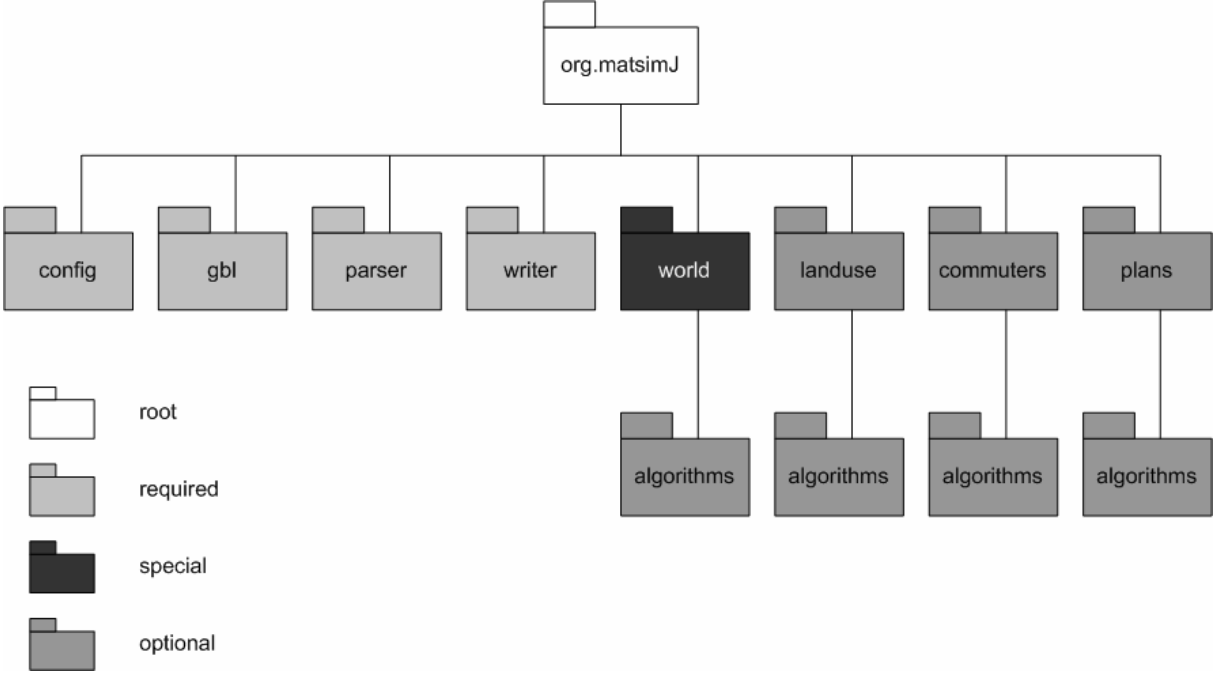 org.matsimJ
config
gbl
parser
writer
world
landuse
commuters
plans
algorithms
algorithms
algorithms
algorithms
root
required
special
optional